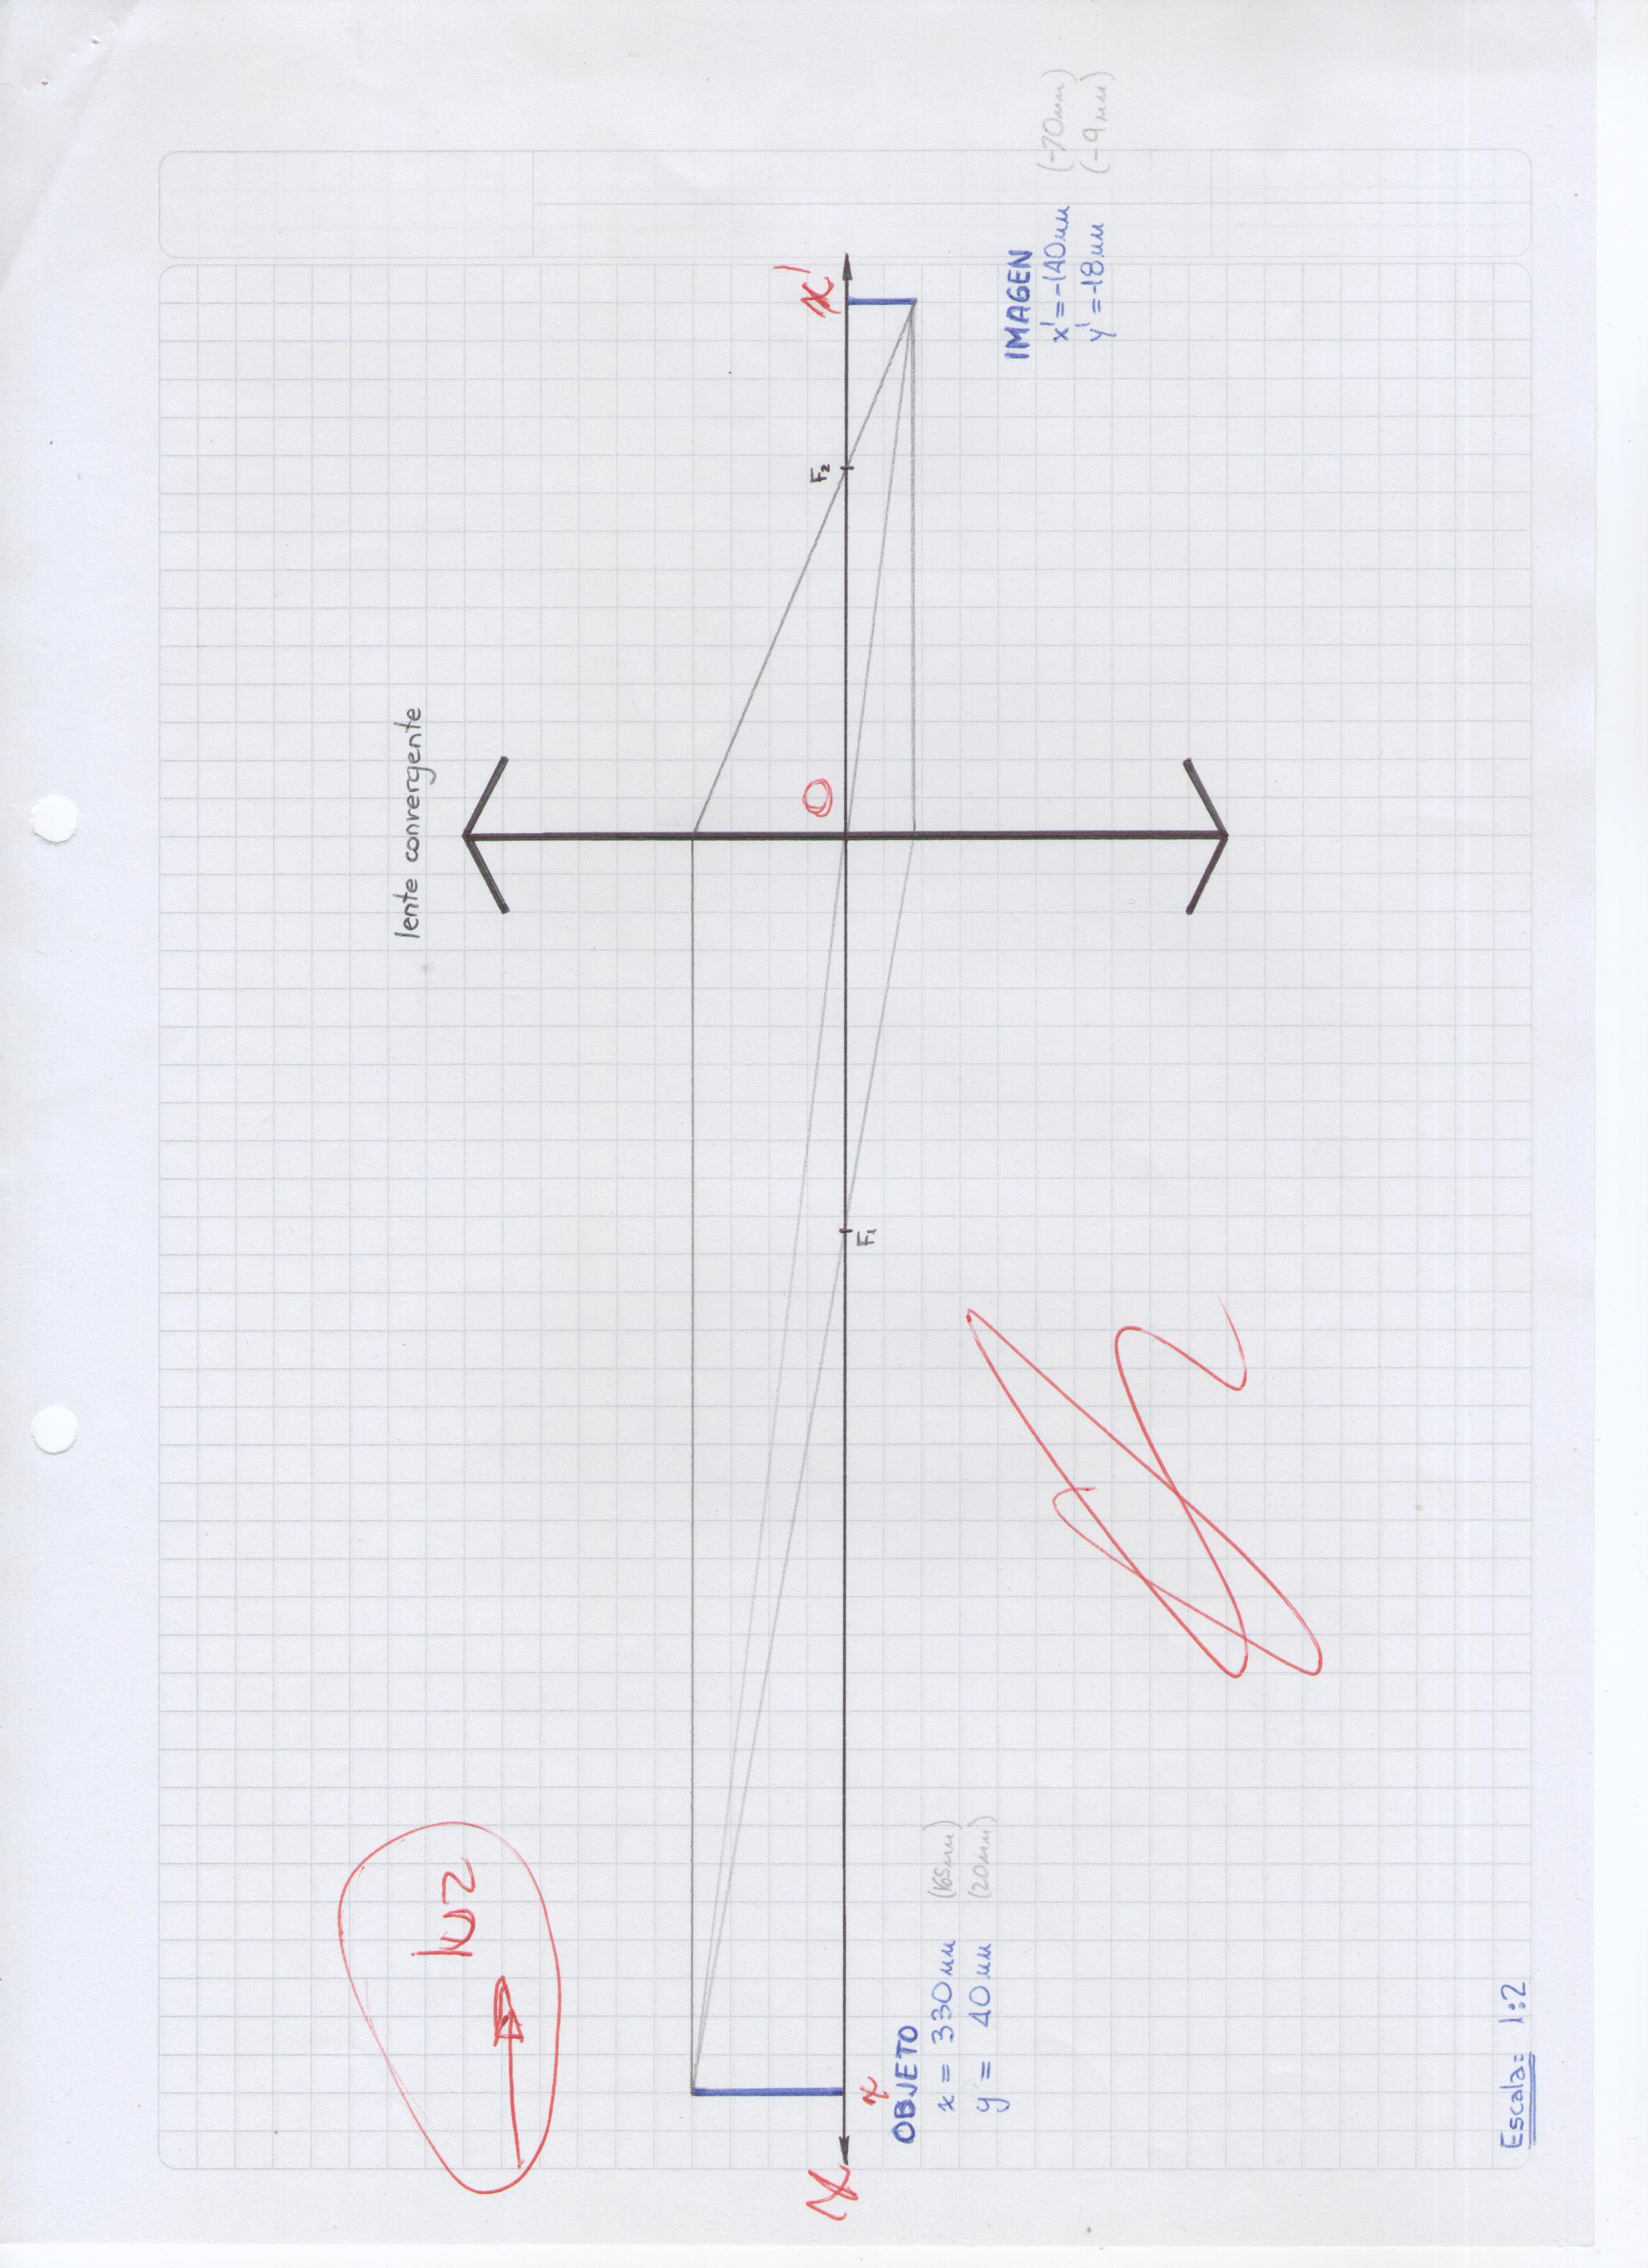 lente convergente
luz
x
O
x'
F₂
F₁
x
OBJETO
x = 330mm (165mm)
y = 40mm (20mm)
IMAGEN
x' = -140mm (-70mm)
y' = -18mm (-9mm)
Escala: 1:2